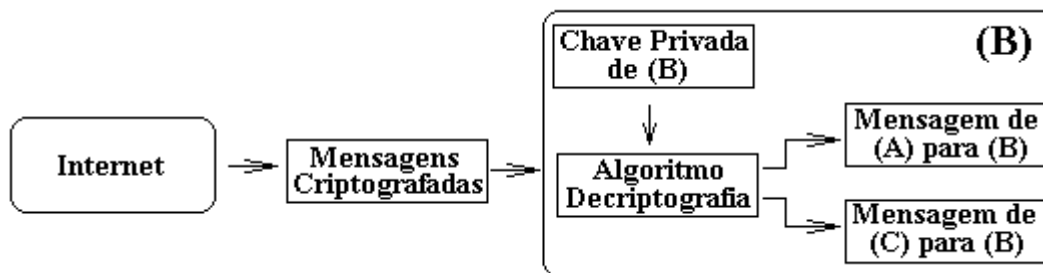 Chave Privada
de (B)
(B)
Internet
Mensagens
Criptografadas
Algoritmo
Decriptografia
Mensagem de
(A) para (B)
Mensagem de
(C) para (B)